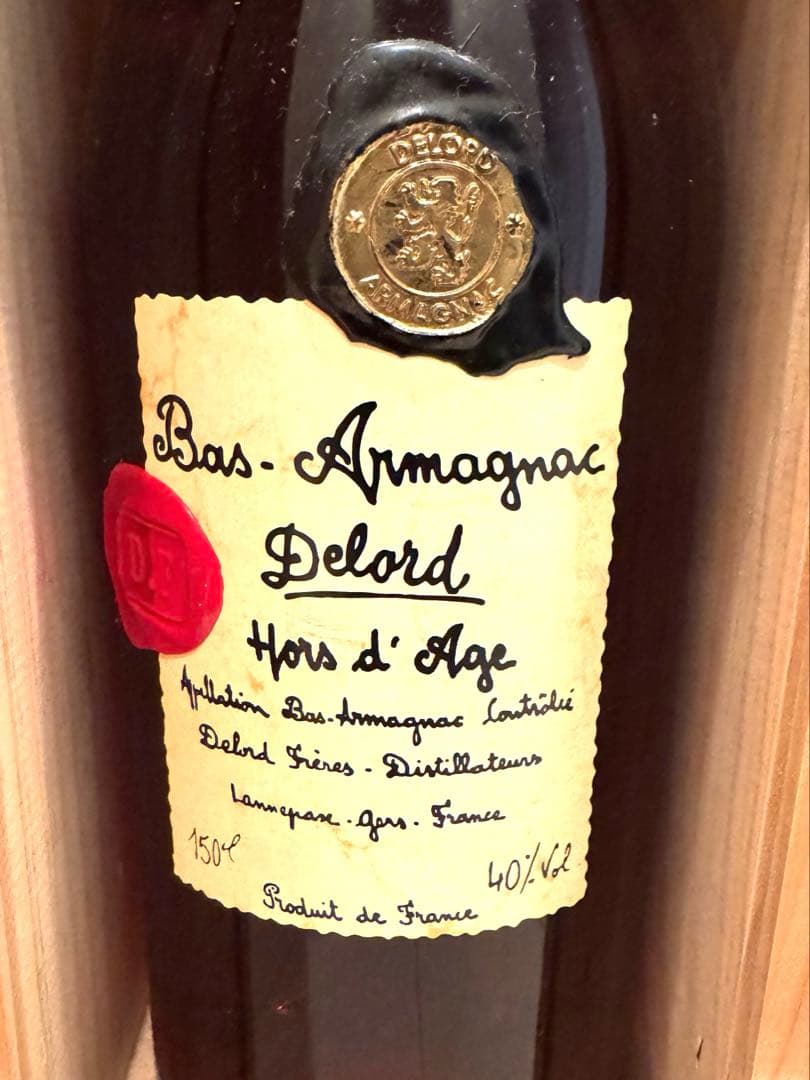 DELORD
ARMAGNAC
Bas-Armagnac
Delord
DF
Hors d'Age
Appellation Bas-Armagnac Contrôlée
Delord Frères - Distillateurs
Lannepax - Gers - France
150cl
40% Vol
Produit de France